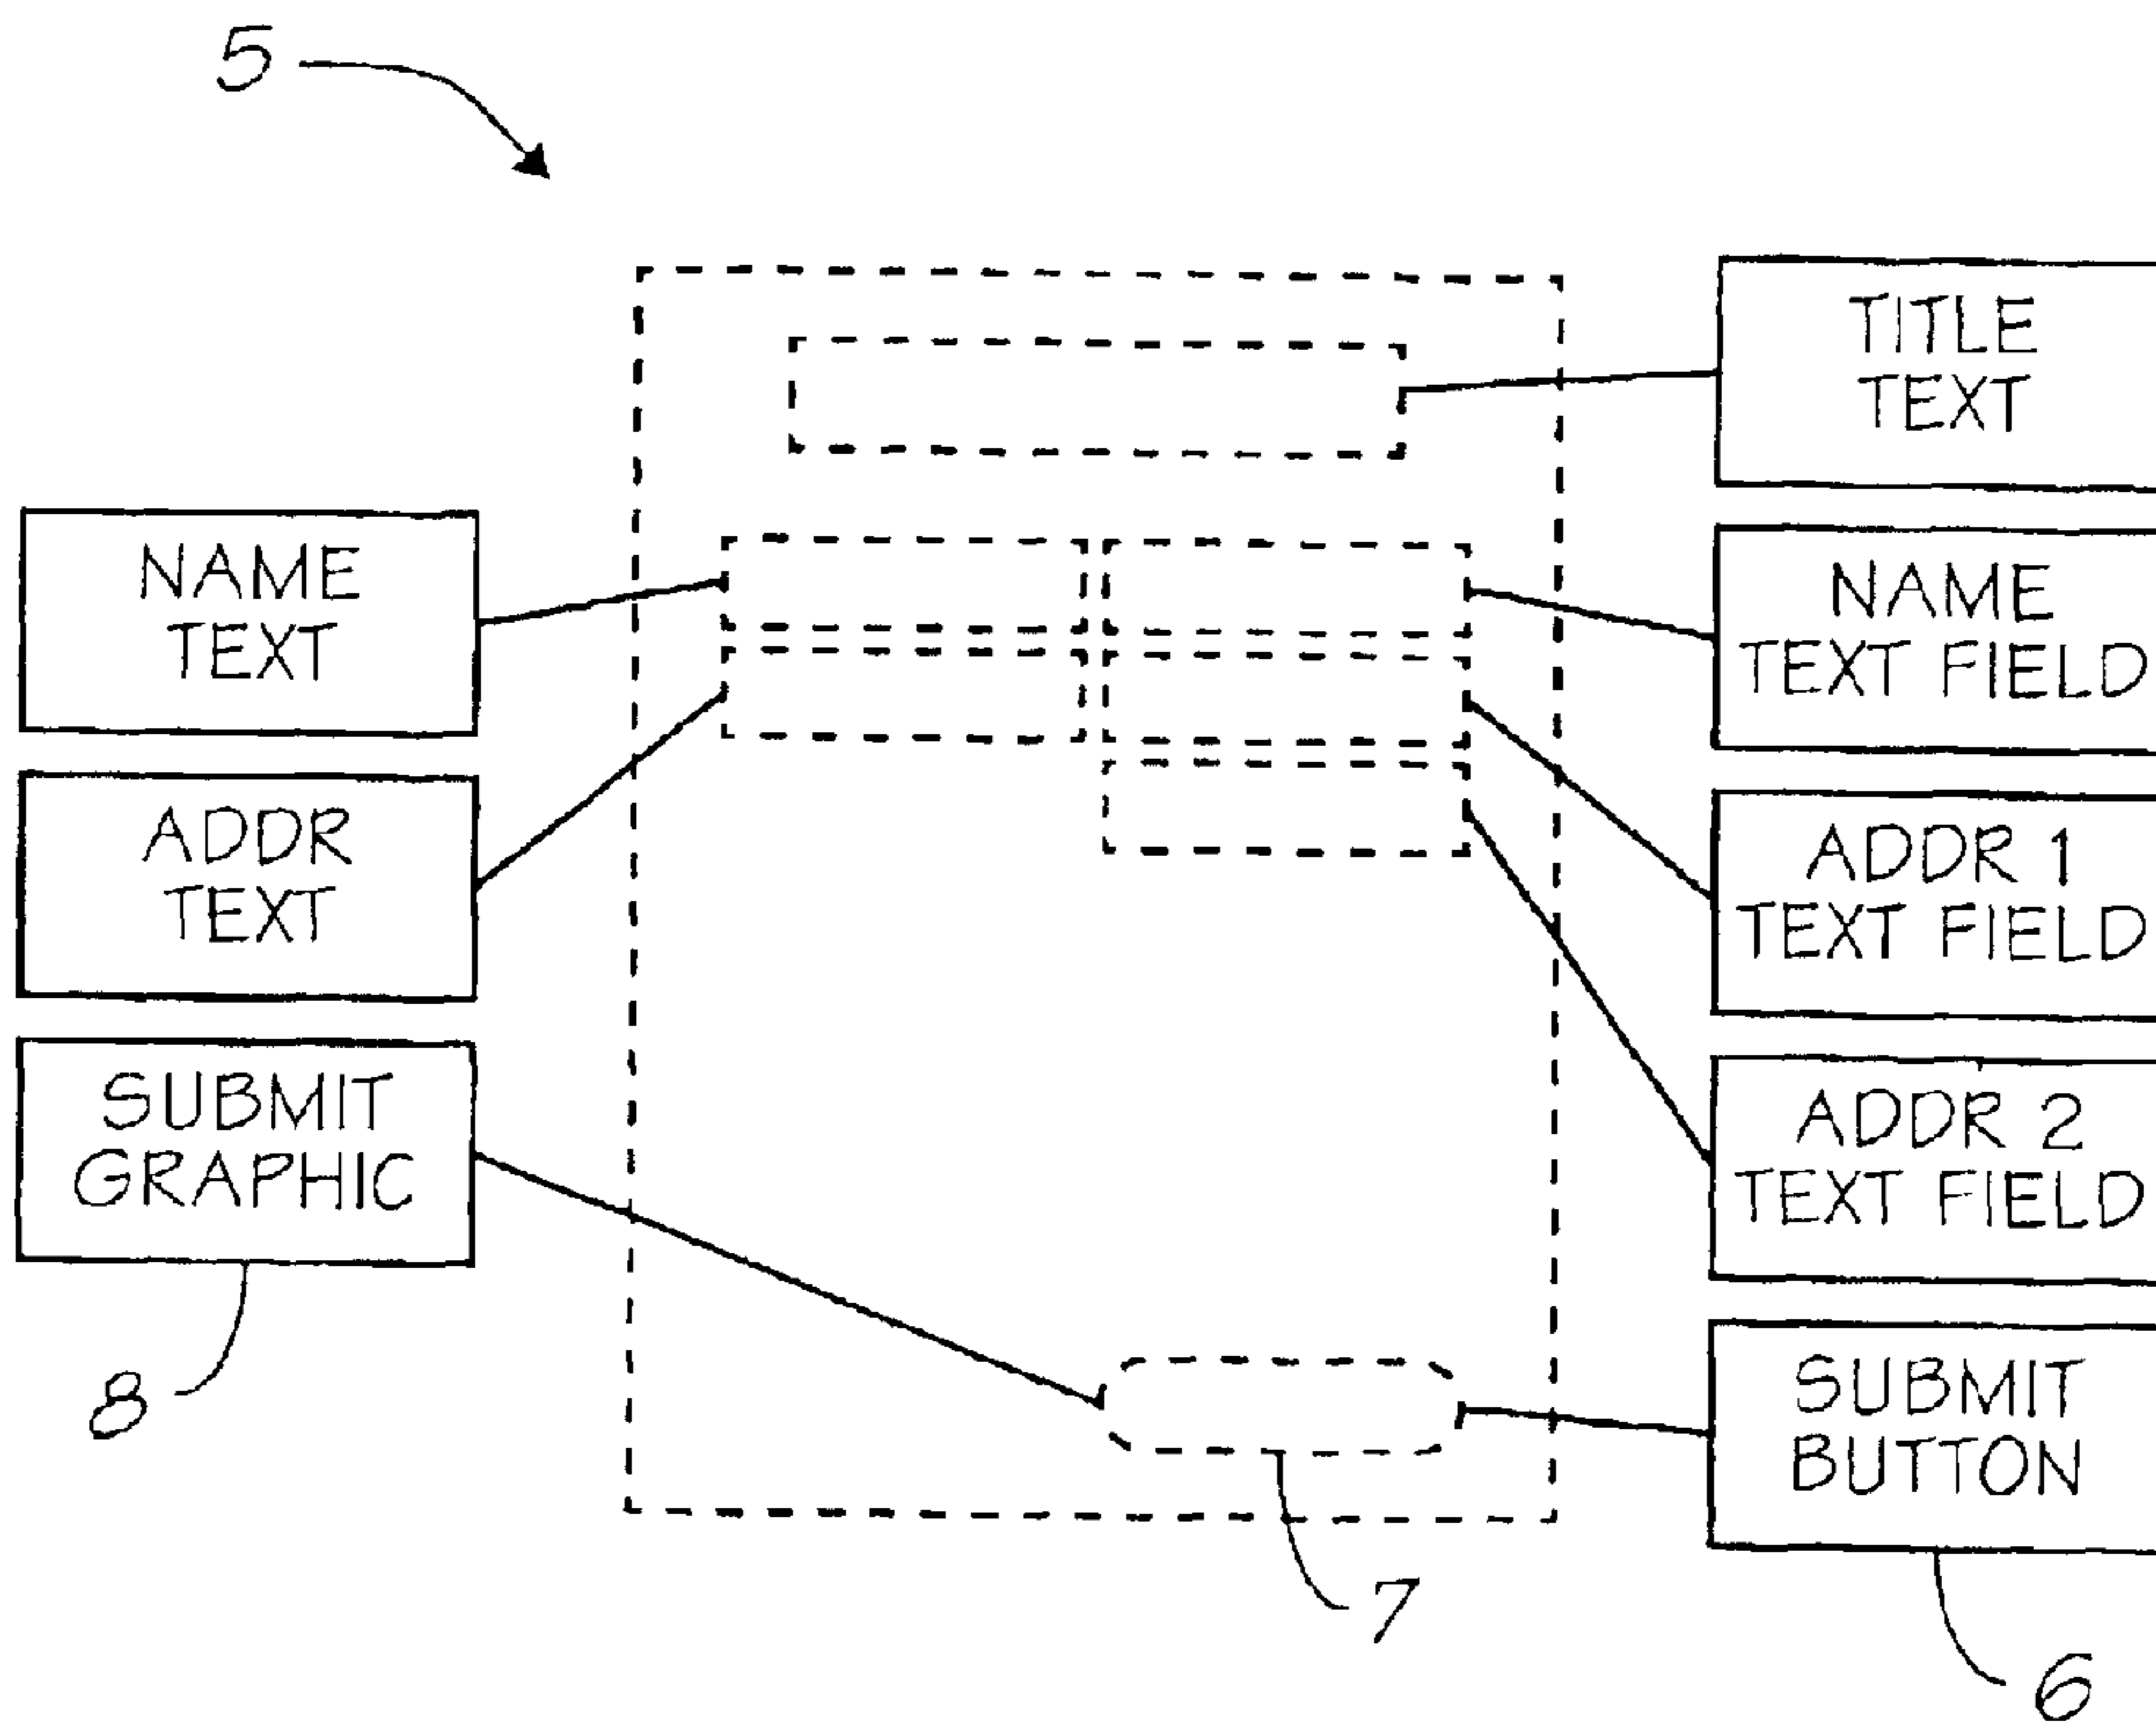 5
TITLE
TEXT
NAME
TEXT
NAME
TEXT FIELD
ADDR
TEXT
ADDR 1
TEXT FIELD
SUBMIT
GRAPHIC
ADDR 2
TEXT FIELD
8
SUBMIT
BUTTON
7
6